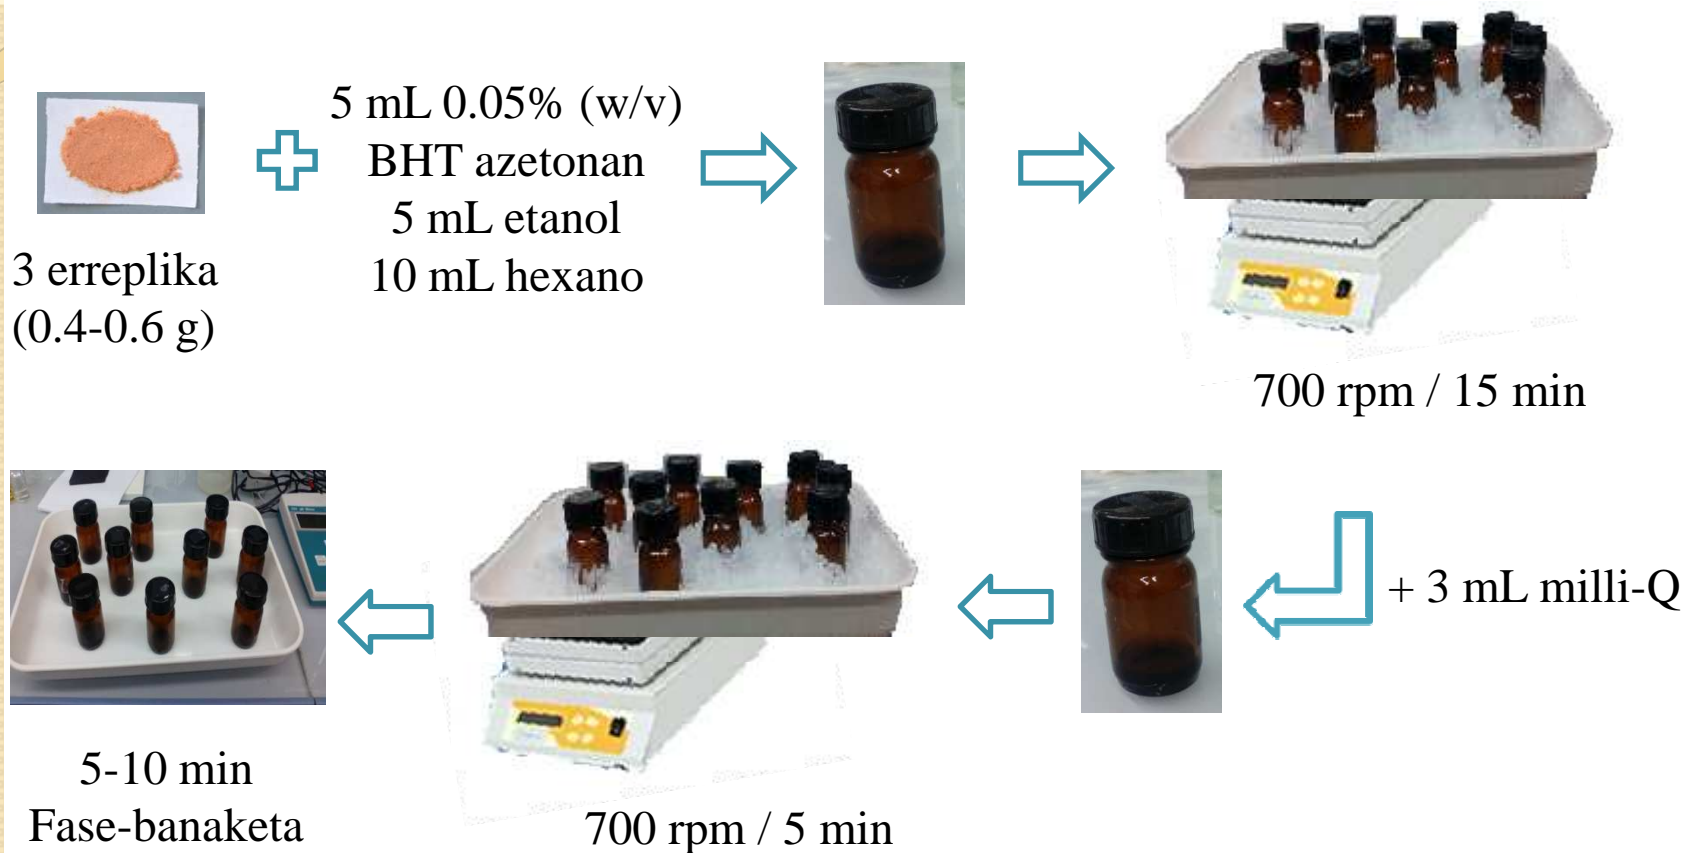 5 mL 0.05% (w/v)
BHT azetonan
5 mL etanol
10 mL hexano
3 erreplika
(0.4-0.6 g)
700 rpm / 15 min
+ 3 mL milli-Q
700 rpm / 5 min
5-10 min
Fase-banaketa